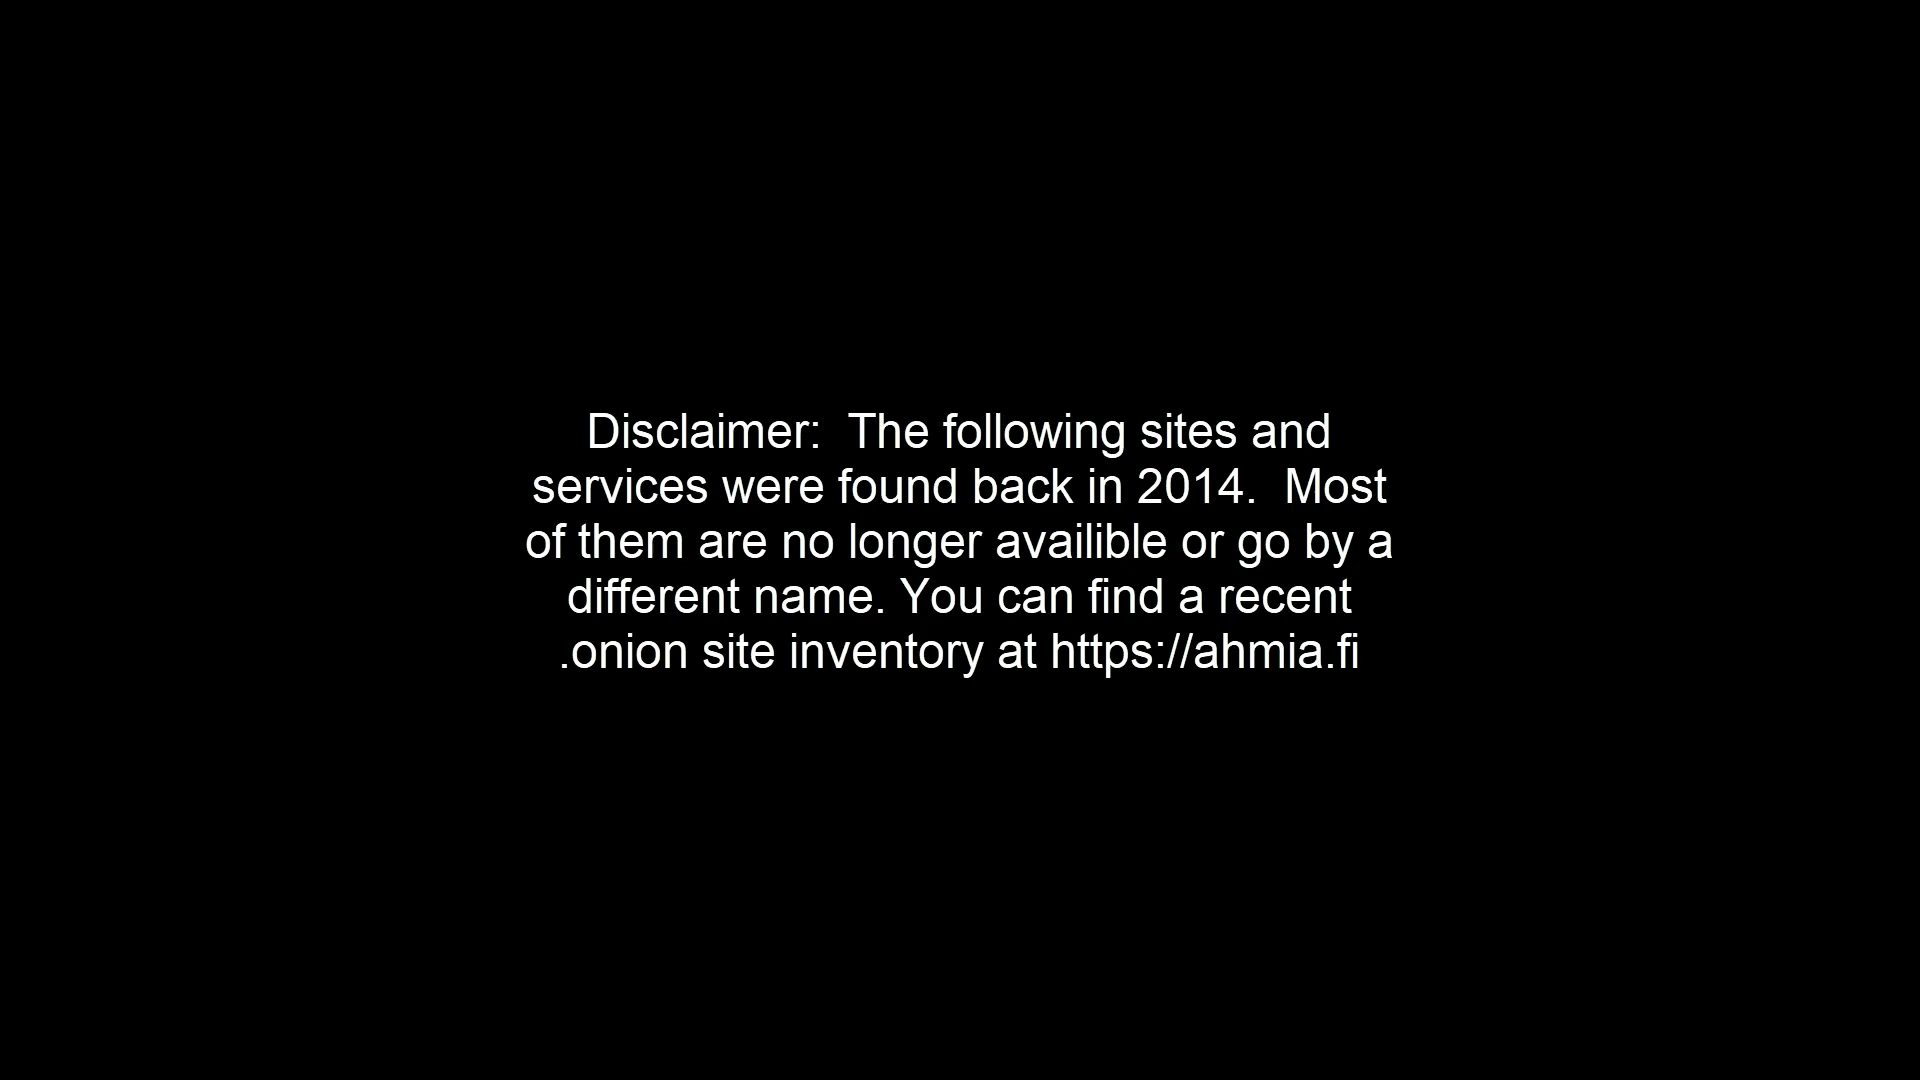 Disclaimer:  The following sites and
services were found back in 2014.  Most
of them are no longer availible or go by a
different name. You can find a recent
.onion site inventory at https://ahmia.fi